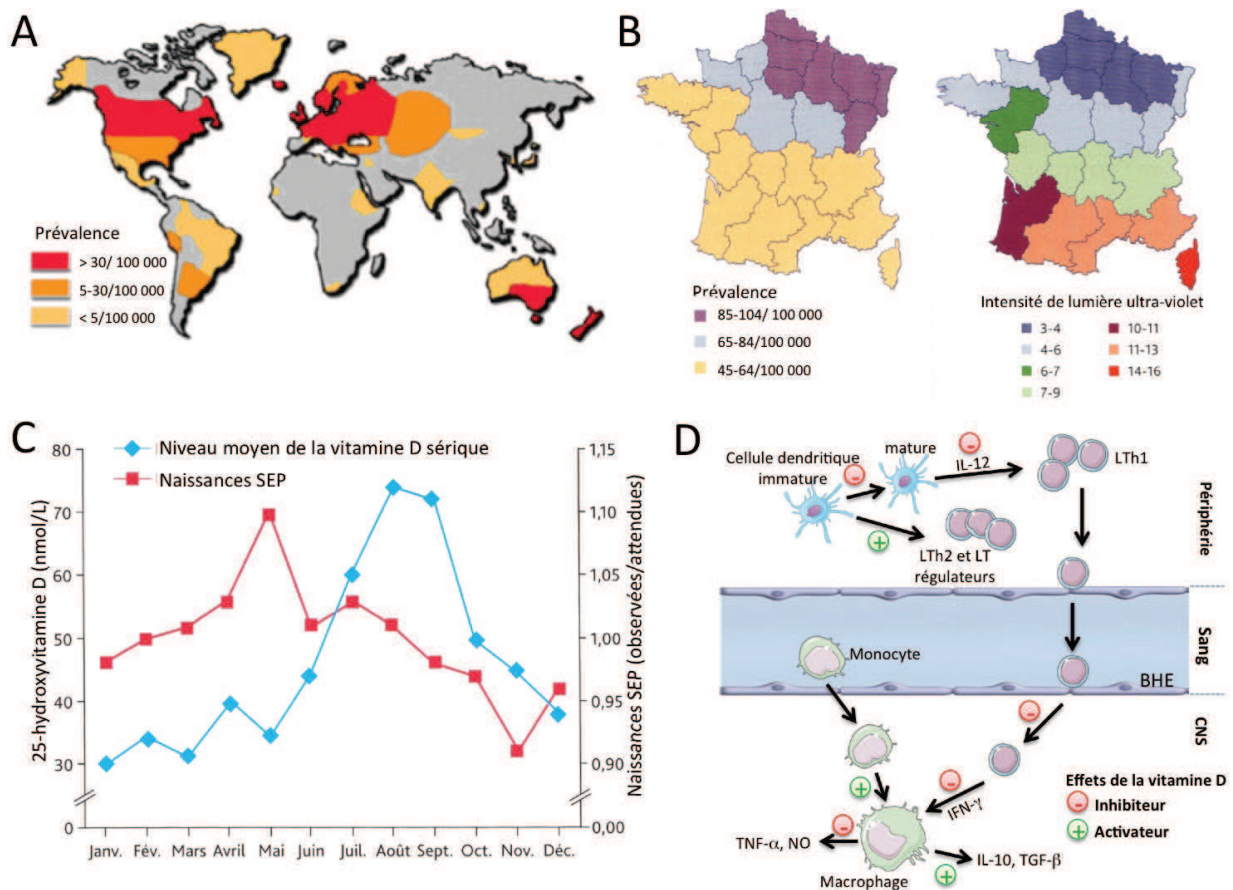 A
Prévalence
> 30/ 100 000
5-30/100 000
< 5/100 000
B
Prévalence
85-104/ 100 000
65-84/100 000
45-64/100 000
Intensité de lumière ultra-violet
3-4
4-6
6-7
7-9
10-11
11-13
14-16
C
Niveau moyen de la vitamine D sérique
Naissances SEP
25-hydroxyvitamine D (nmol/L)
80
70
60
50
40
30
0
Naissances SEP (observées/attendues)
1,15
1,10
1,05
1,00
0,95
0,90
0,00
Janv. Fév. Mars Avril Mai Juin Juil. Août Sept. Oct. Nov. Déc.
D
Cellule dendritique
immature
mature
IL-12
LTh1
LTh2 et LT
régulateurs
Périphérie
Monocyte
BHE
Sang
CNS
IFN-γ
TNF-α, NO
IL-10, TGF-β
Macrophage
Effets de la vitamine D
- Inhibiteur
+ Activateur